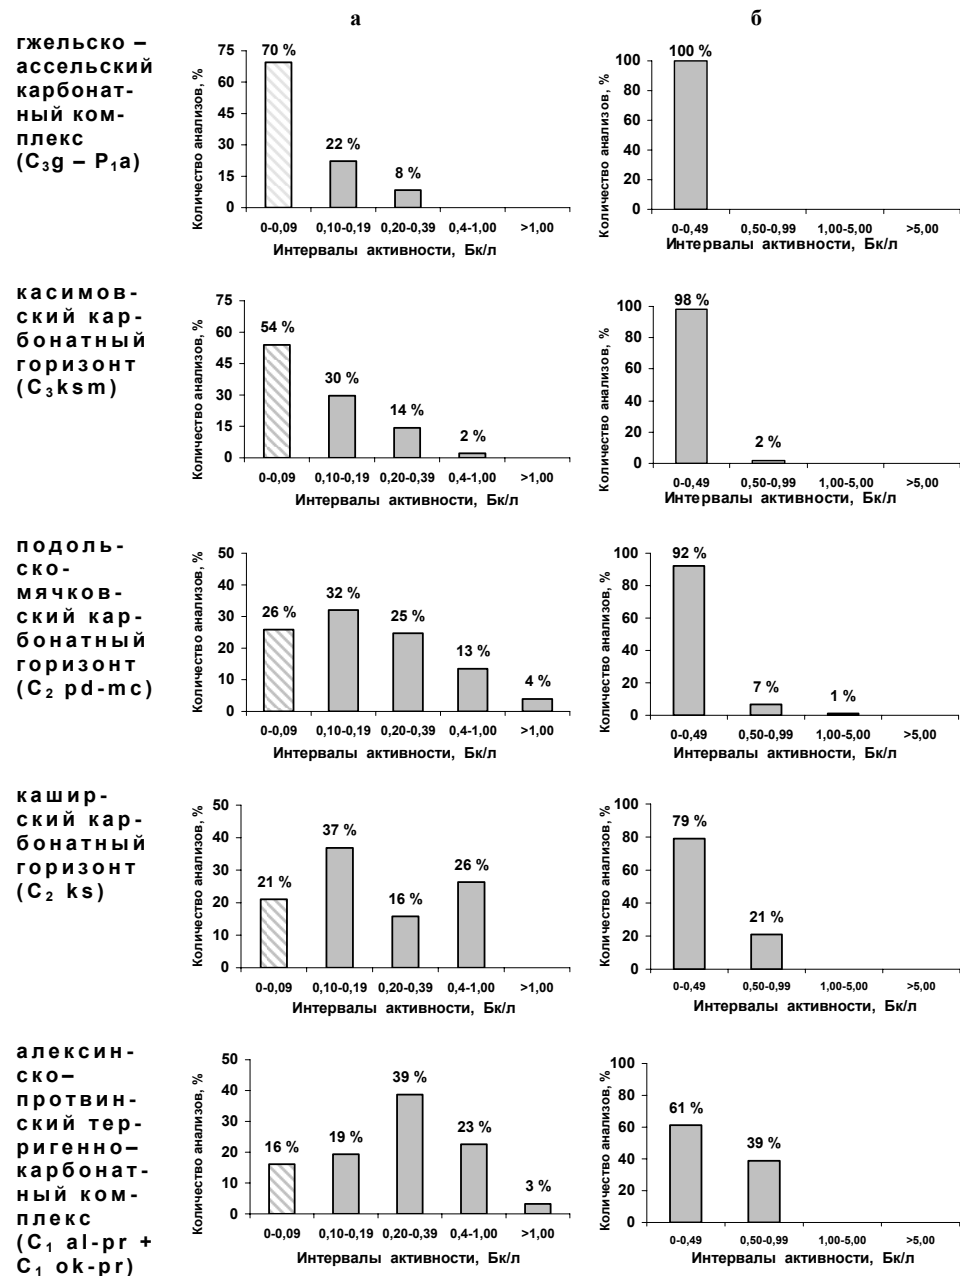 а
б
гжельско –
ассельский
карбонат-
ный ком-
плекс
(C₃g – P₁a)
Количество анализов, %
75
60
45
30
15
0
70 %
22 %
8 %
0-0,09 0,10-0,19 0,20-0,39 0,4-1,00 >1,00
Интервалы активности, Бк/л
Количество анализов, %
100
80
60
40
20
0
100 %
0-0,49 0,50-0,99 1,00-5,00 >5,00
Интервалы активности, Бк/л
касимов-
ский кар-
бонатный
горизонт
(C₃ksm)
Количество анализов, %
75
60
45
30
15
0
54 %
30 %
14 %
2 %
0-0,09 0,10-0,19 0,20-0,39 0,4-1,00 >1,00
Интервалы активности, Бк/л
Количество анализов, %
100
80
60
40
20
0
98 %
2 %
0-0,49 0,50-0,99 1,00-5,00 >5,00
Интервалы активности, Бк/л
подоль-
ско-
мячков-
ский кар-
бонатный
горизонт
(C₂ pd-mc)
Количество анализов, %
50
40
30
20
10
0
26 %
32 %
25 %
13 %
4 %
0-0,09 0,10-0,19 0,20-0,39 0,4-1,00 >1,00
Интервалы активности, Бк/л
Количество анализов, %
100
80
60
40
20
0
92 %
7 %
1 %
0-0,49 0,50-0,99 1,00-5,00 >5,00
Интервалы активности, Бк/л
кашир-
ский кар-
бонатный
горизонт
(C₂ ks)
Количество анализов, %
50
40
30
20
10
0
21 %
37 %
16 %
26 %
0-0,09 0,10-0,19 0,20-0,39 0,4-1,00 >1,00
Интервалы активности, Бк/л
Количество анализов, %
100
80
60
40
20
0
79 %
21 %
0-0,49 0,50-0,99 1,00-5,00 >5,00
Интервалы активности, Бк/л
алексин-
ско–
протвин-
ский тер-
ригенно–
карбонат-
ный ком-
плекс
(C₁ al-pr +
C₁ ok-pr)
Количество анализов, %
50
40
30
20
10
0
16 %
19 %
39 %
23 %
3 %
0-0,09 0,10-0,19 0,20-0,39 0,4-1,00 >1,00
Интервалы активности, Бк/л
Количество анализов, %
100
80
60
40
20
0
61 %
39 %
0-0,49 0,50-0,99 1,00-5,00 >5,00
Интервалы активности, Бк/л